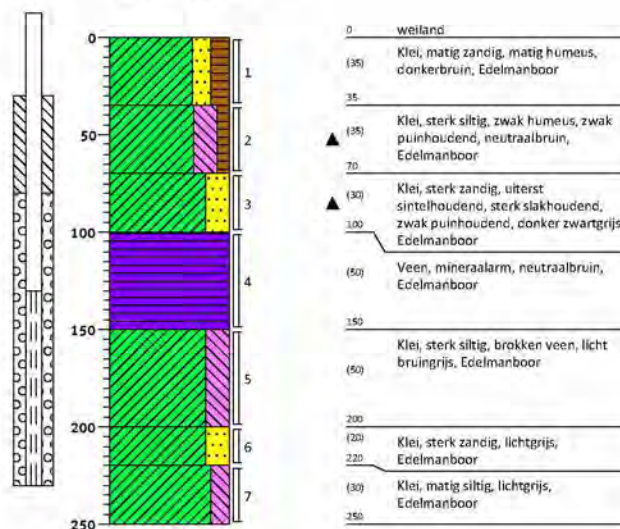 0
50
100
150
200
250
1
2
3
4
5
6
7
0 weiland
(35) Klei, matig zandig, matig humeus,
donkerbruin, Edelmanboor
35
(35) Klei, sterk siltig, zwak humeus, zwak
puinhoudend, neutraalbruin,
Edelmanboor
70
(30) Klei, sterk zandig, uiterst
sintelhoudend, sterk slakhoudend,
zwak puinhoudend, donker zwartgrijs,
100 Edelmanboor
(50) Veen, mineraalarm, neutraalbruin,
Edelmanboor
150
(50) Klei, sterk siltig, brokken veen, licht
bruingrijs, Edelmanboor
200
(20) Klei, sterk zandig, lichtgrijs,
220 Edelmanboor
(30) Klei, matig siltig, lichtgrijs,
Edelmanboor
250